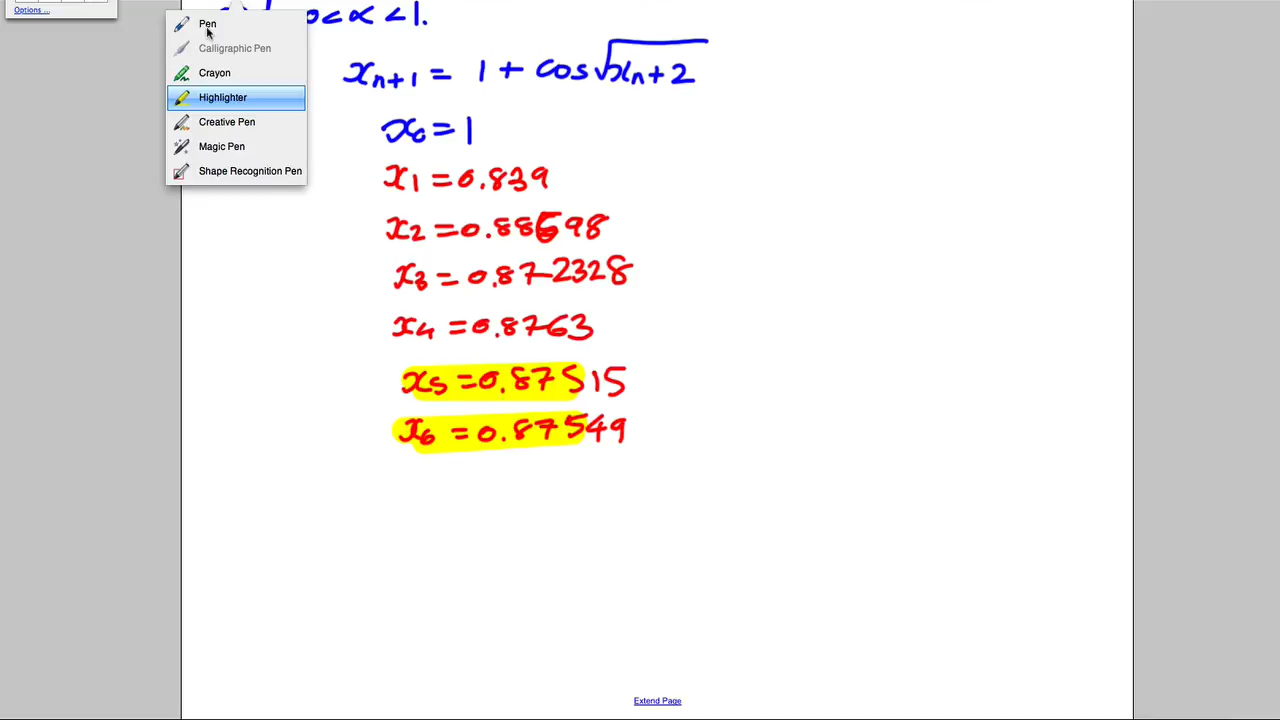 Options ...
0 < α < 1.
Pen
Calligraphic Pen
Crayon
Highlighter
Creative Pen
Magic Pen
Shape Recognition Pen
xn+1 = 1 + cos√xn+2
x0 = 1
x1 = 0.839
x2 = 0.88698
x3 = 0.872328
x4 = 0.8763
x5 = 0.87515
x6 = 0.87549
Extend Page